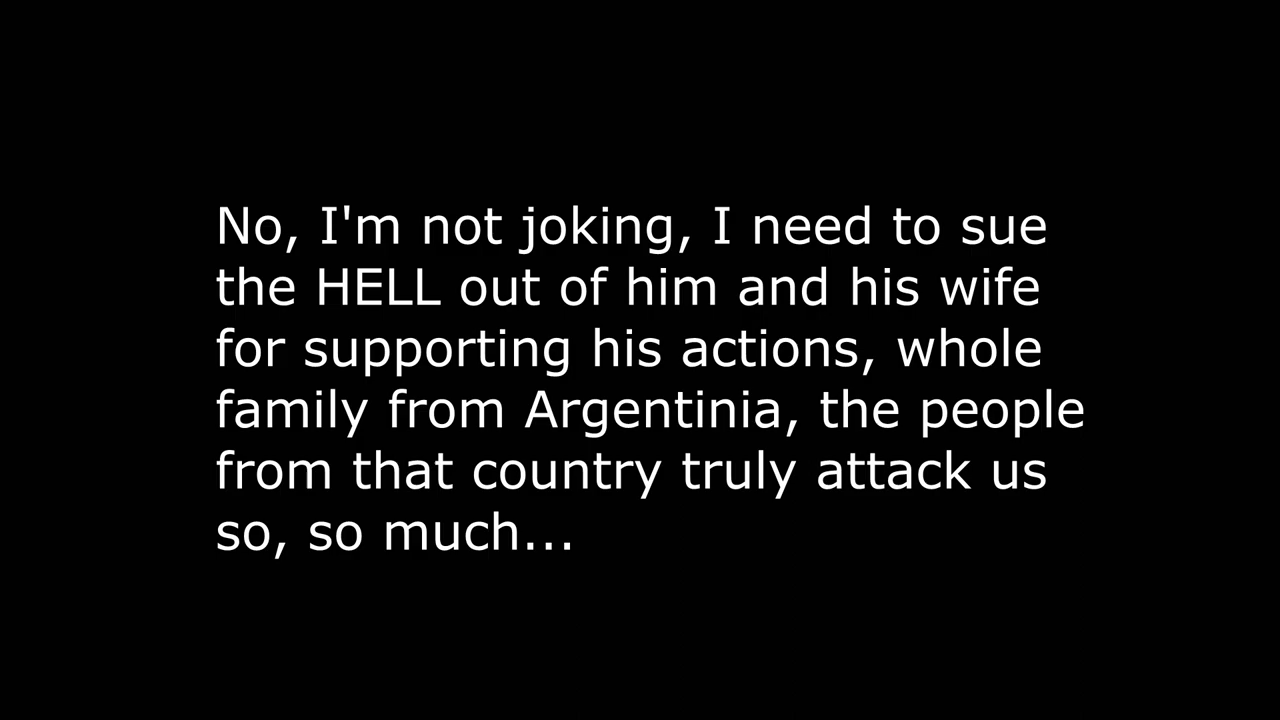 No, I'm not joking, I need to sue
the HELL out of him and his wife
for supporting his actions, whole
family from Argentinia, the people
from that country truly attack us
so, so much...